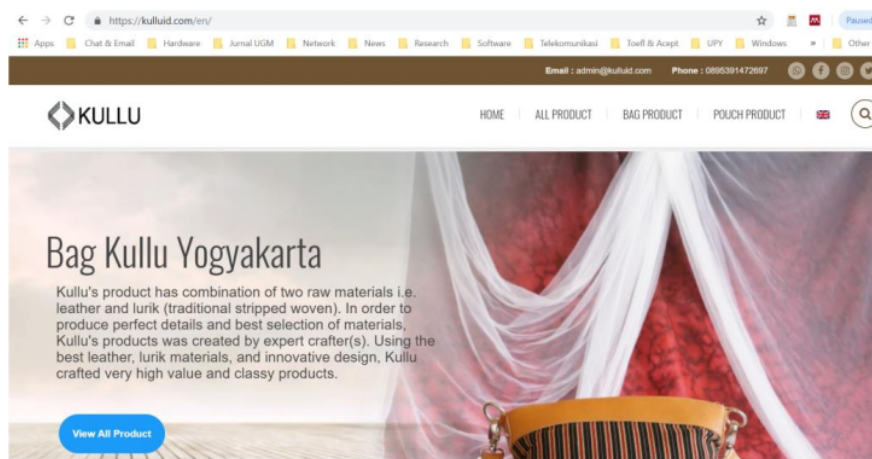 https://kulluid.com/en/
Paused
Apps Chat & Email Hardware Jurnal UGM Network News Research Software Telekomunikasi Toefl & Acept UPY Windows » Other
Email : admin@kulluid.com Phone : 0895391472697
KULLU
HOME ALL PRODUCT BAG PRODUCT POUCH PRODUCT
Bag Kullu Yogyakarta
Kullu's product has combination of two raw materials i.e.
leather and lurik (traditional stripped woven). In order to
produce perfect details and best selection of materials,
Kullu's products was created by expert crafter(s). Using the
best leather, lurik materials, and innovative design, Kullu
crafted very high value and classy products.
View All Product